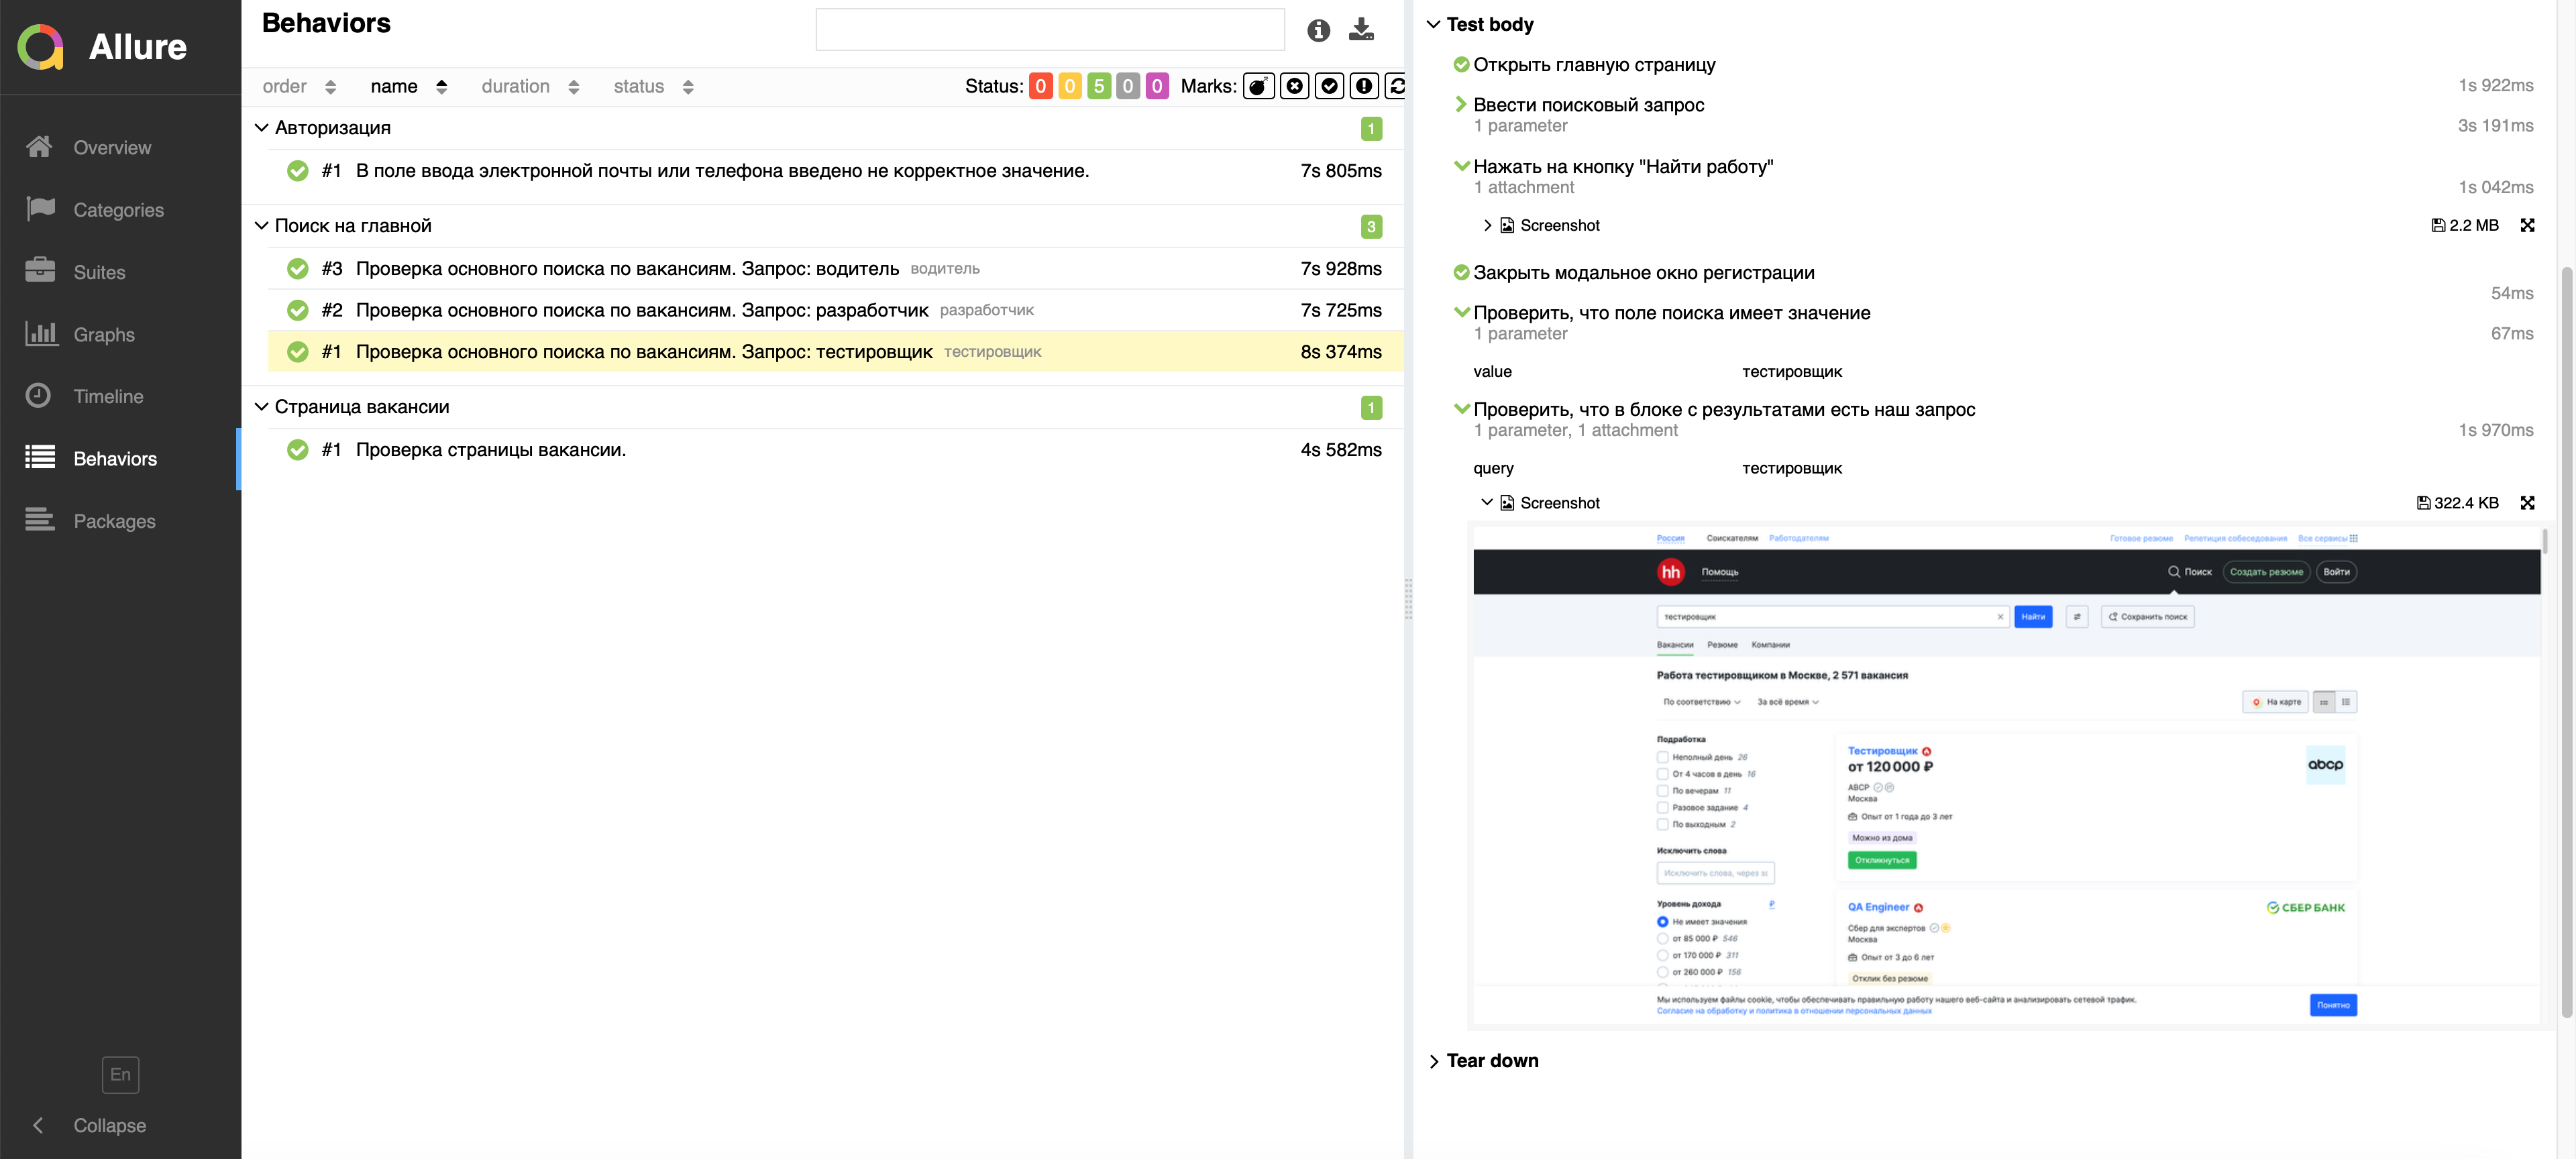 Allure
Overview
Categories
Suites
Graphs
Timeline
Behaviors
Packages
En
Collapse
Behaviors
order name duration status
Status: 0 0 5 0 0 Marks:
Авторизация 1
#1 В поле ввода электронной почты или телефона введено не корректное значение. 7s 805ms
Поиск на главной 3
#3 Проверка основного поиска по вакансиям. Запрос: водитель водитель 7s 928ms
#2 Проверка основного поиска по вакансиям. Запрос: разработчик разработчик 7s 725ms
#1 Проверка основного поиска по вакансиям. Запрос: тестировщик тестировщик 8s 374ms
Страница вакансии 1
#1 Проверка страницы вакансии. 4s 582ms
Test body
Открыть главную страницу
1s 922ms
Ввести поисковый запрос
1 parameter 3s 191ms
Нажать на кнопку "Найти работу"
1 attachment 1s 042ms
Screenshot 2.2 MB
Закрыть модальное окно регистрации
54ms
Проверить, что поле поиска имеет значение
1 parameter 67ms
value тестировщик
Проверить, что в блоке с результатами есть наш запрос
1 parameter, 1 attachment 1s 970ms
query тестировщик
Screenshot 322.4 KB
Россия Соискателям Работодателям Готовое резюме Репетиция собеседования Все сервисы
hh Помощь Поиск Создать резюме Войти
тестировщик Найти Сохранить поиск
Вакансии Резюме Компании
Работа тестировщиком в Москве, 2 571 вакансия
По соответствию За всё время На карте
Подработка
Неполный день 26
От 4 часов в день 16
По вечерам 11
Разовое задание 4
По выходным 2
Исключить слова
Исключить слова, через
Уровень дохода ₽
Не имеет значения
от 85 000 ₽ 546
от 170 000 ₽ 311
от 260 000 ₽ 156
Тестировщик
от 120 000 ₽
abcp
ABCP
Москва
Опыт от 1 года до 3 лет
Можно из дома
Откликнуться
QA Engineer
СБЕР БАНК
Сбер для экспертов
Москва
Опыт от 3 до 6 лет
Отклик без резюме
Мы используем файлы cookie, чтобы обеспечивать правильную работу нашего веб-сайта и анализировать сетевой трафик.
Согласие на обработку и политика в отношении персональных данных
Понятно
Tear down